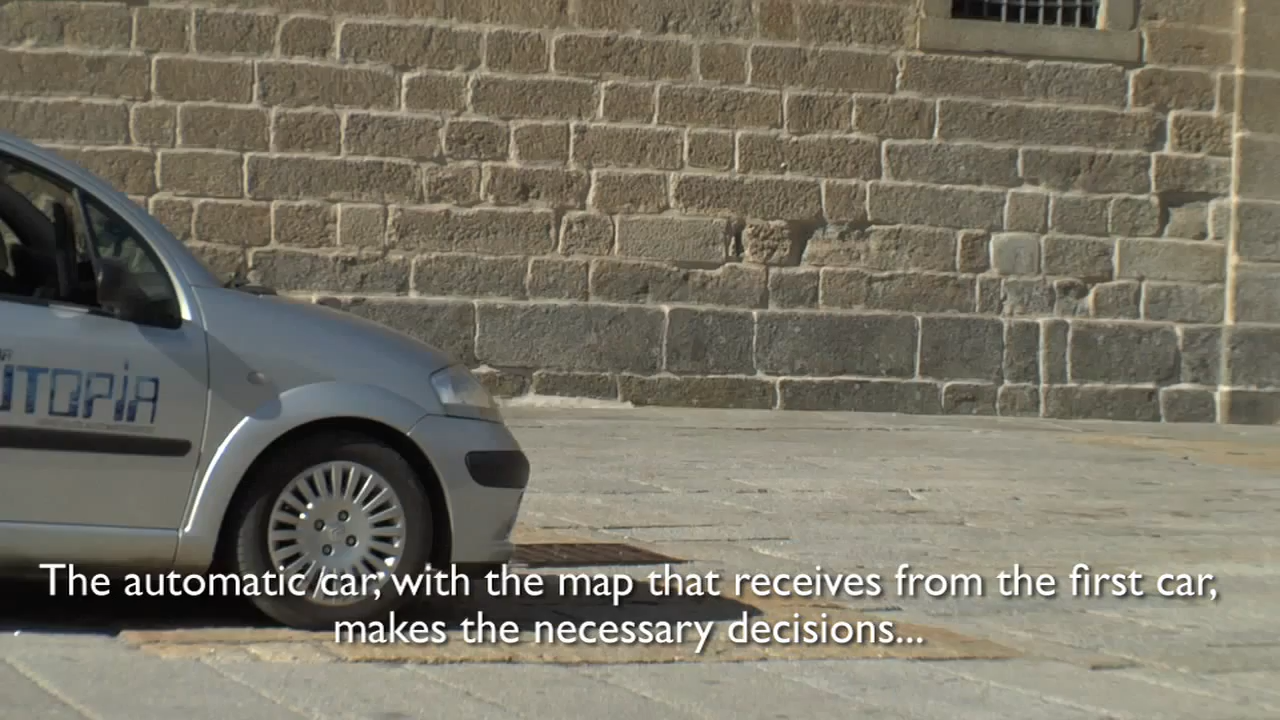 UTOPIA
The automatic car, with the map that receives from the first car,
makes the necessary decisions...